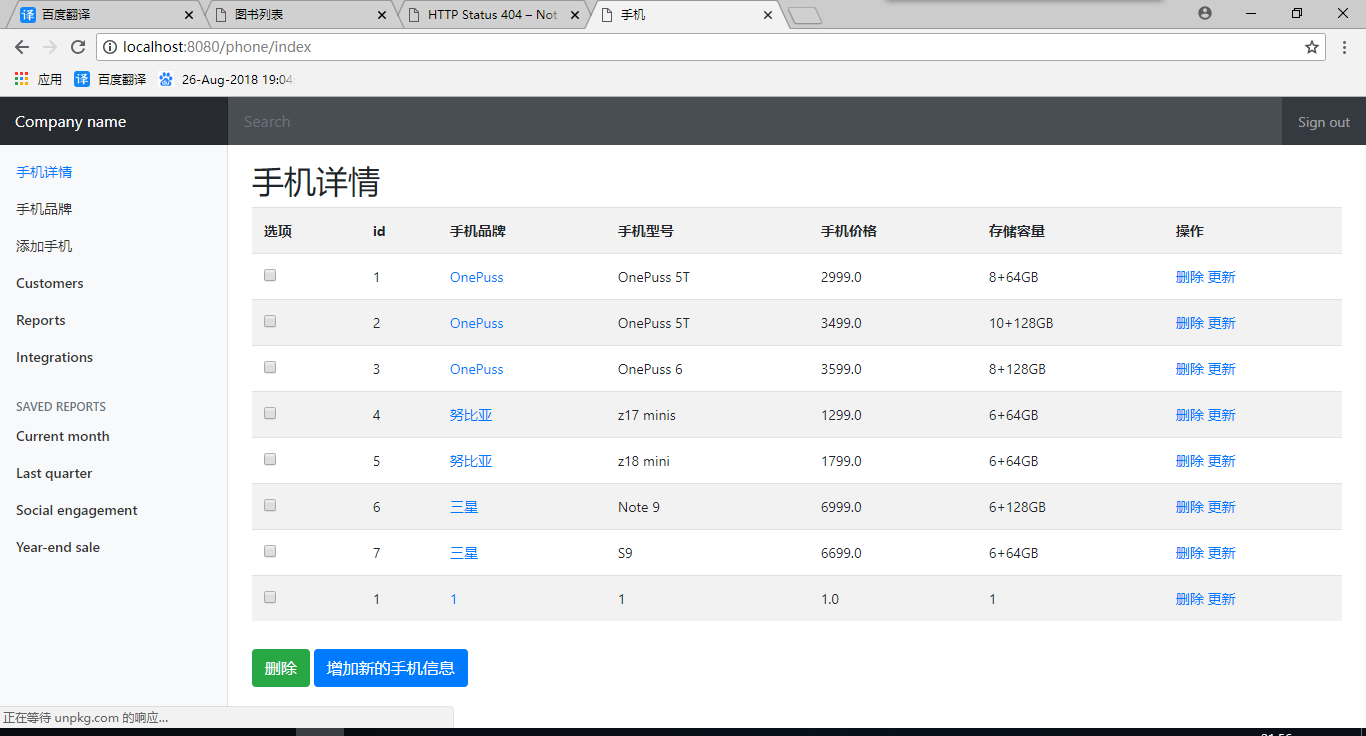 百度翻译 图书列表 HTTP Status 404 – Not 手机
localhost:8080/phone/index
应用 百度翻译 26-Aug-2018 19:04
Company name Search Sign out
手机详情
手机品牌
添加手机
Customers
Reports
Integrations
SAVED REPORTS
Current month
Last quarter
Social engagement
Year-end sale
手机详情
选项 id 手机品牌 手机型号 手机价格 存储容量 操作
1 OnePuss OnePuss 5T 2999.0 8+64GB 删除 更新
2 OnePuss OnePuss 5T 3499.0 10+128GB 删除 更新
3 OnePuss OnePuss 6 3599.0 8+128GB 删除 更新
4 努比亚 z17 minis 1299.0 6+64GB 删除 更新
5 努比亚 z18 mini 1799.0 6+64GB 删除 更新
6 三星 Note 9 6999.0 6+128GB 删除 更新
7 三星 S9 6699.0 6+64GB 删除 更新
1 1 1 1.0 1 删除 更新
删除 增加新的手机信息
正在等待 unpkg.com 的响应...